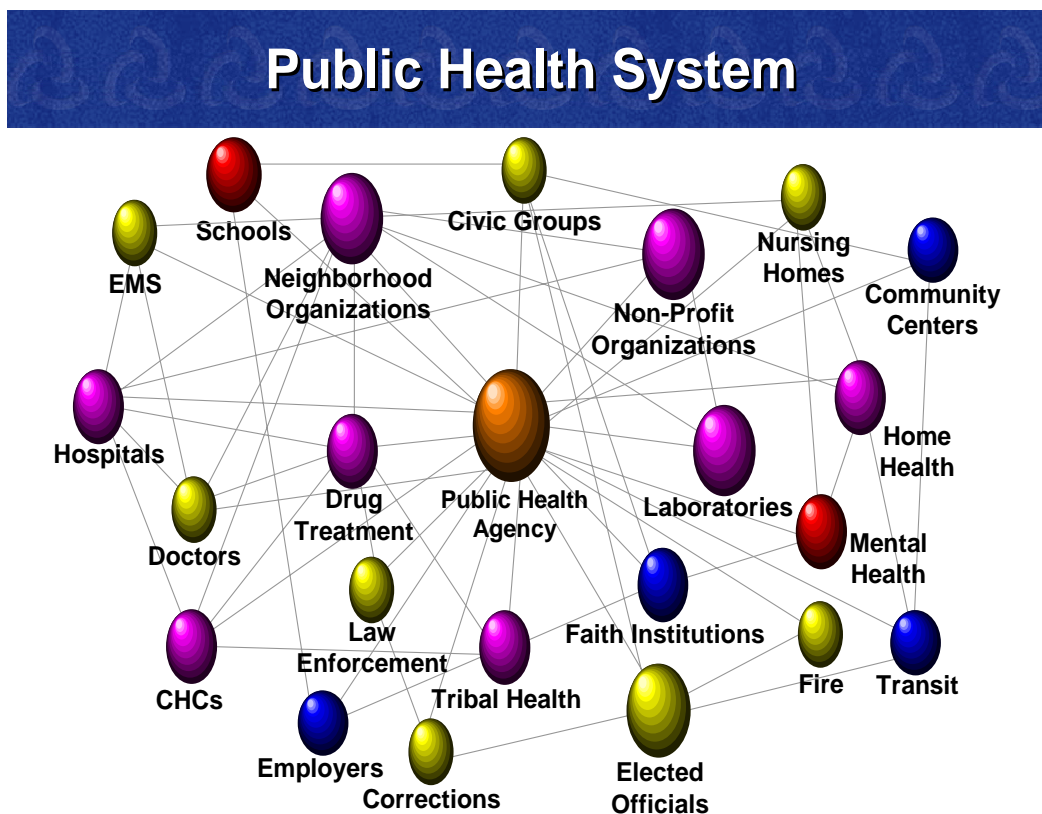 Public Health System
Schools
Civic Groups
EMS
Neighborhood
Organizations
Nursing
Homes
Non-Profit
Organizations
Community
Centers
Hospitals
Home
Health
Drug
Treatment
Public Health
Agency
Laboratories
Doctors
Mental
Health
Law
Enforcement
Faith Institutions
CHCs
Tribal Health
Fire
Transit
Employers
Corrections
Elected
Officials